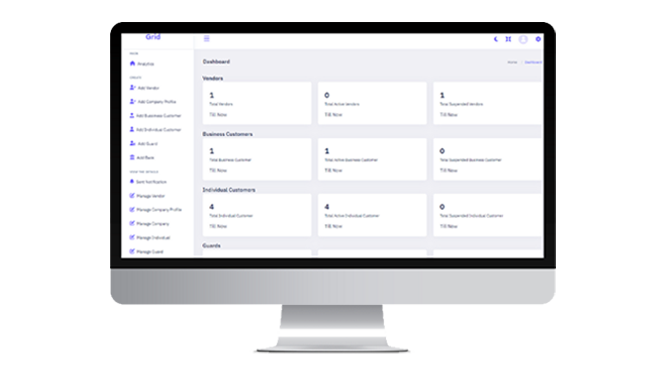 Grid
MAIN
Analytics
CREATE
Add Vendor
Add Company Profile
Add Business Customer
Add Individual Customer
Add Guard
Add Rate
VIEW THE DETAILS
Sent Notification
Manage Vendor
Manage Company Profile
Manage Company
Manage Individual
Manage Guard
Dashboard
Home
Dashboard
Vendors
1
Total Vendors
Till Now
0
Total Active Vendors
Till Now
1
Total Suspended Vendors
Till Now
Business Customers
1
Total Business Customer
Till Now
1
Total Active Business Customer
Till Now
0
Total Suspended Business Customer
Till Now
Individual Customers
4
Total Individual Customer
Till Now
4
Total Active Individual Customer
Till Now
0
Total Suspended Individual Customer
Till Now
Guards